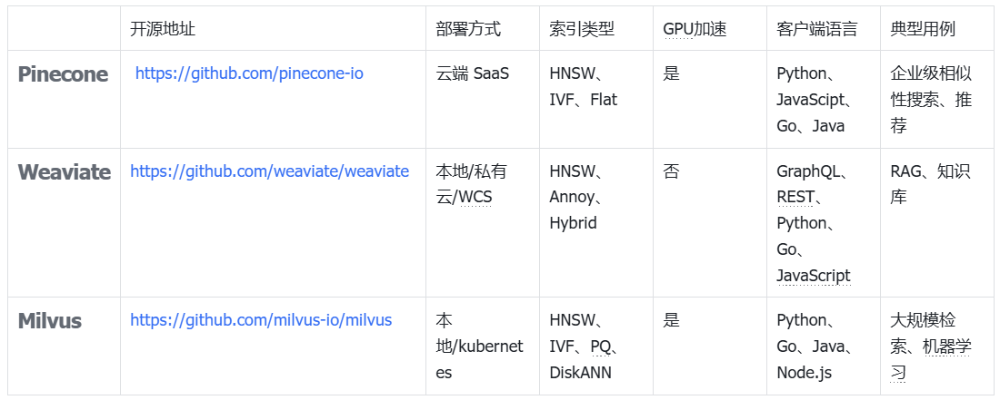 开源地址 部署方式 索引类型 GPU加速 客户端语言 典型用例
Pinecone https://github.com/pinecone-io 云端 SaaS HNSW、 是 Python、 企业级相似
IVF、Flat JavaScipt、 性搜索、推
Go、Java 荐
Weaviate https://github.com/weaviate/weaviate 本地/私有 HNSW、 否 GraphQL、 RAG、知识
云/WCS Annoy、 REST、 库
Hybrid Python、
Go、
JavaScript
Milvus https://github.com/milvus-io/milvus 本 HNSW、 是 Python、 大规模检
地/kubernet IVF、PQ、 Go、Java、 索、机器学
es DiskANN Node.js 习